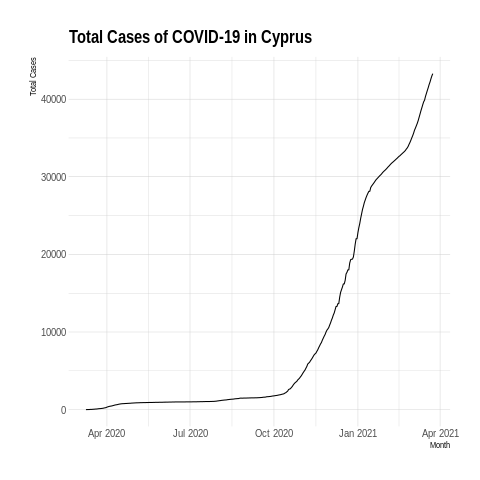 Total Cases of COVID-19 in Cyprus
Total Cases
40000
30000
20000
10000
0
Apr 2020 Jul 2020 Oct 2020 Jan 2021 Apr 2021
Month